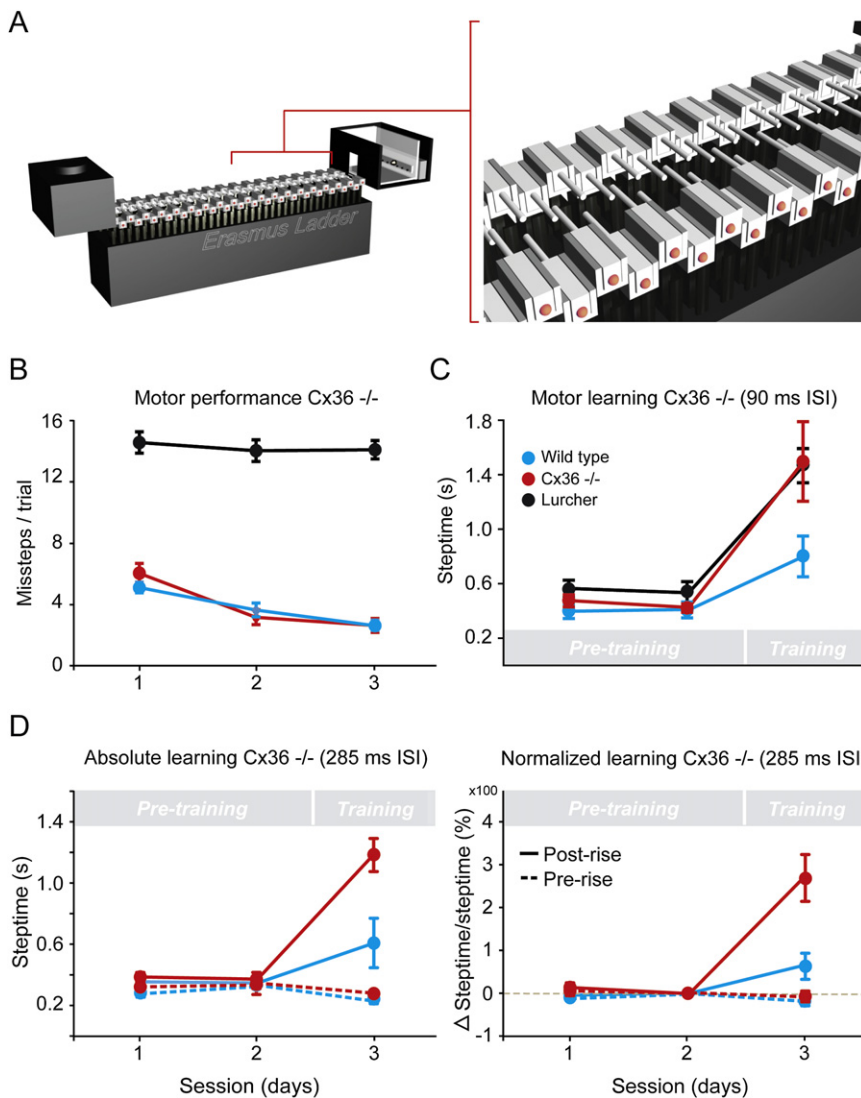 A
Erasmus Ladder
B
Motor performance Cx36 -/-
Missteps / trial
16
12
8
4
0
1
2
3
C
Motor learning Cx36 -/- (90 ms ISI)
Steptime (s)
1.8
1.4
1.0
0.6
0.2
Wild type
Cx36 -/-
Lurcher
Pre-training
Training
D
Absolute learning Cx36 -/- (285 ms ISI)
Pre-training
Training
Steptime (s)
1.4
1.0
0.6
0.2
1
2
3
Session (days)
Normalized learning Cx36 -/- (285 ms ISI
x100
Pre-training
Training
Δ Steptime/steptime (%)
4
3
2
1
0
-1
Post-rise
Pre-rise
1
2
3
Session (days)